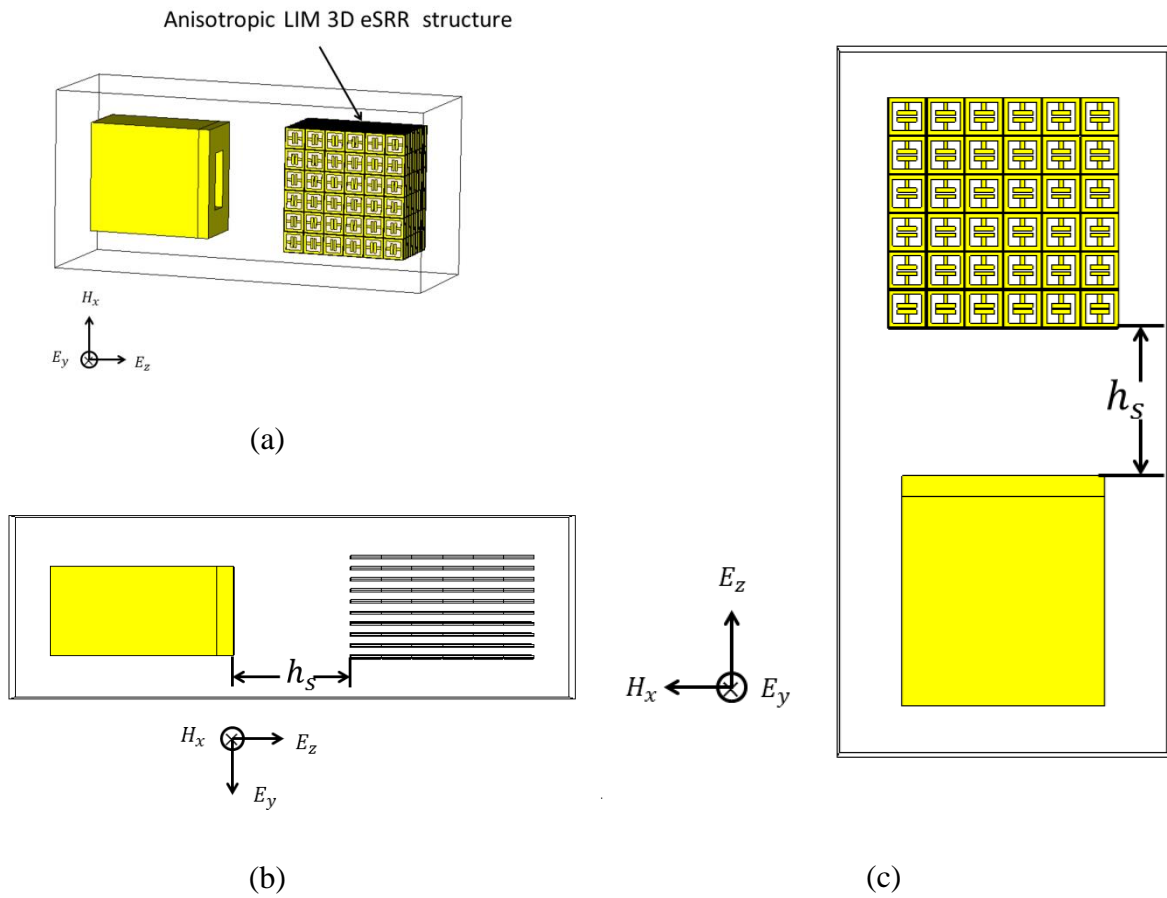 Anisotropic LIM 3D eSRR structure
H_x
E_y E_z
(a)
h_s
H_x E_z
E_y
(b)
h_s
E_z
H_x E_y
(c)